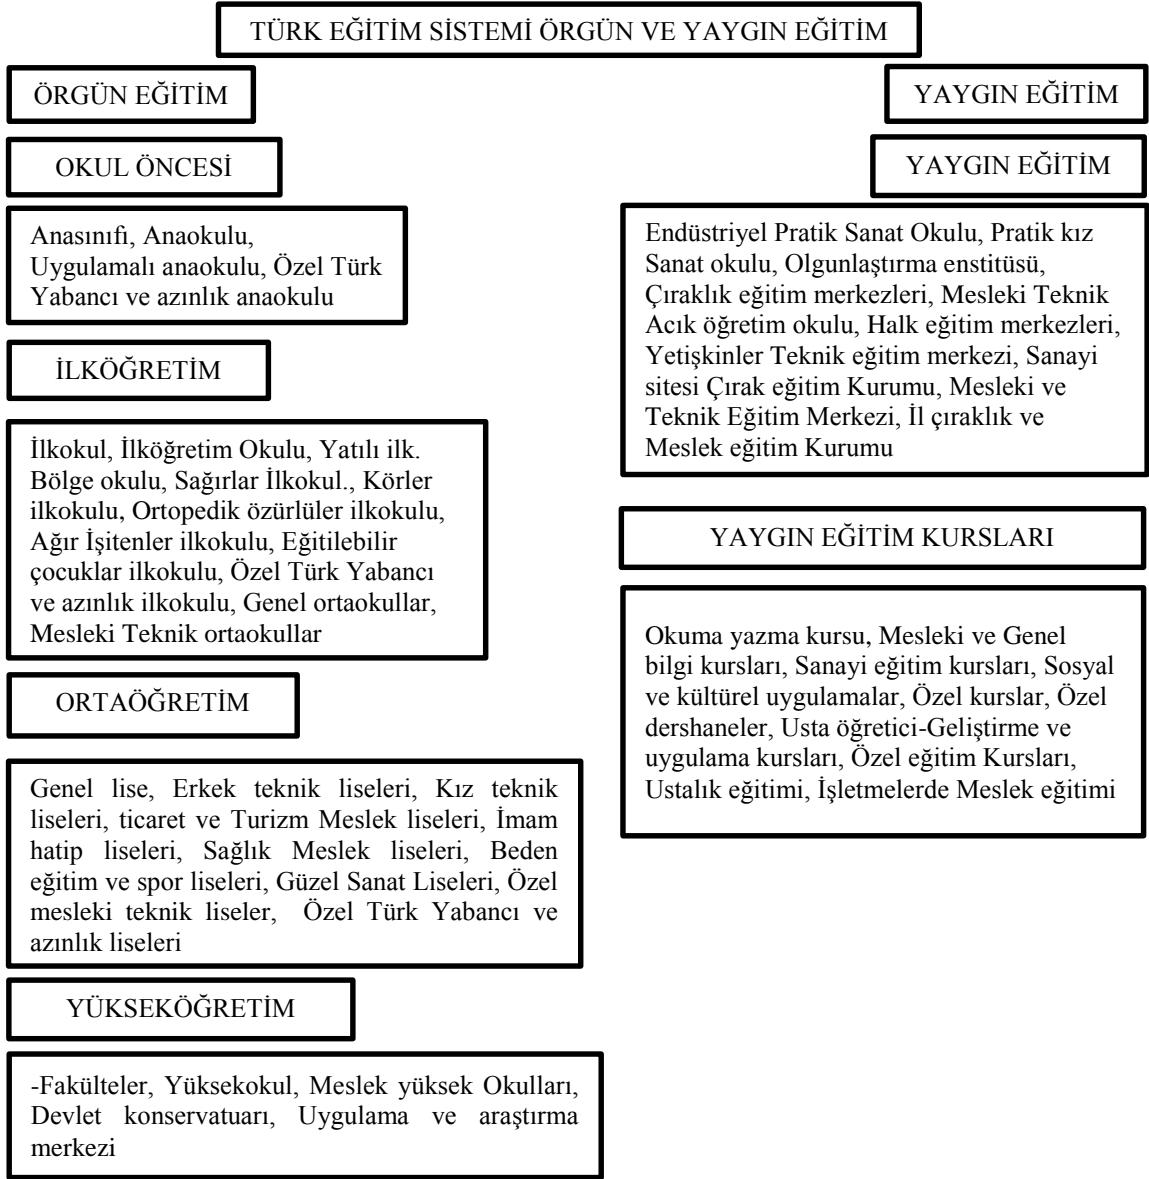 TÜRK EĞİTİM SİSTEMİ ÖRGÜN VE YAYGIN EĞİTİM
ÖRGÜN EĞİTİM
OKUL ÖNCESİ
Anasınıfı, Anaokulu,
Uygulamalı anaokulu, Özel Türk
Yabancı ve azınlık anaokulu
İLKÖĞRETİM
İlkokul, İlköğretim Okulu, Yatılı ilk.
Bölge okulu, Sağırlar İlkokul., Körler
ilkokulu, Ortopedik özürlüler ilkokulu,
Ağır İşitenler ilkokulu, Eğitilebilir
çocuklar ilkokulu, Özel Türk Yabancı
ve azınlık ilkokulu, Genel ortaokullar,
Mesleki Teknik ortaokullar
ORTAÖĞRETİM
Genel lise, Erkek teknik liseleri, Kız teknik
liseleri, ticaret ve Turizm Meslek liseleri, İmam
hatip liseleri, Sağlık Meslek liseleri, Beden
eğitim ve spor liseleri, Güzel Sanat Liseleri, Özel
mesleki teknik liseler, Özel Türk Yabancı ve
azınlık liseleri
YÜKSEKÖĞRETİM
-Fakülteler, Yüksekokul, Meslek yüksek Okulları,
Devlet konservatuarı, Uygulama ve araştırma
merkezi
YAYGIN EĞİTİM
YAYGIN EĞİTİM
Endüstriyel Pratik Sanat Okulu, Pratik kız
Sanat okulu, Olgunlaştırma enstitüsü,
Çıraklık eğitim merkezleri, Mesleki Teknik
Acık öğretim okulu, Halk eğitim merkezleri,
Yetişkinler Teknik eğitim merkezi, Sanayi
sitesi Çırak eğitim Kurumu, Mesleki ve
Teknik Eğitim Merkezi, İl çıraklık ve
Meslek eğitim Kurumu
YAYGIN EĞİTİM KURSLARI
Okuma yazma kursu, Mesleki ve Genel
bilgi kursları, Sanayi eğitim kursları, Sosyal
ve kültürel uygulamalar, Özel kurslar, Özel
dershaneler, Usta öğretici-Geliştirme ve
uygulama kursları, Özel eğitim Kursları,
Ustalık eğitimi, İşletmelerde Meslek eğitimi